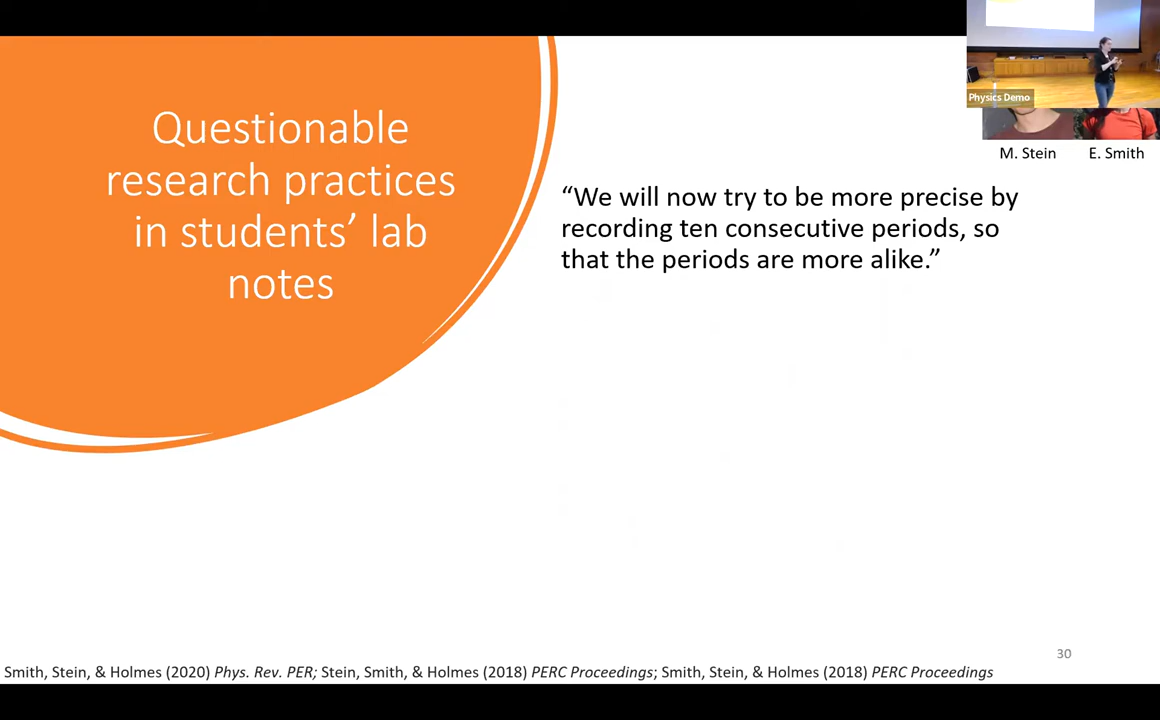 Questionable
research practices
in students’ lab
notes
Physics Demo
M. Stein
E. Smith
“We will now try to be more precise by
recording ten consecutive periods, so
that the periods are more alike.”
30
Smith, Stein, & Holmes (2020) Phys. Rev. PER; Stein, Smith, & Holmes (2018) PERC Proceedings; Smith, Stein, & Holmes (2018) PERC Proceedings